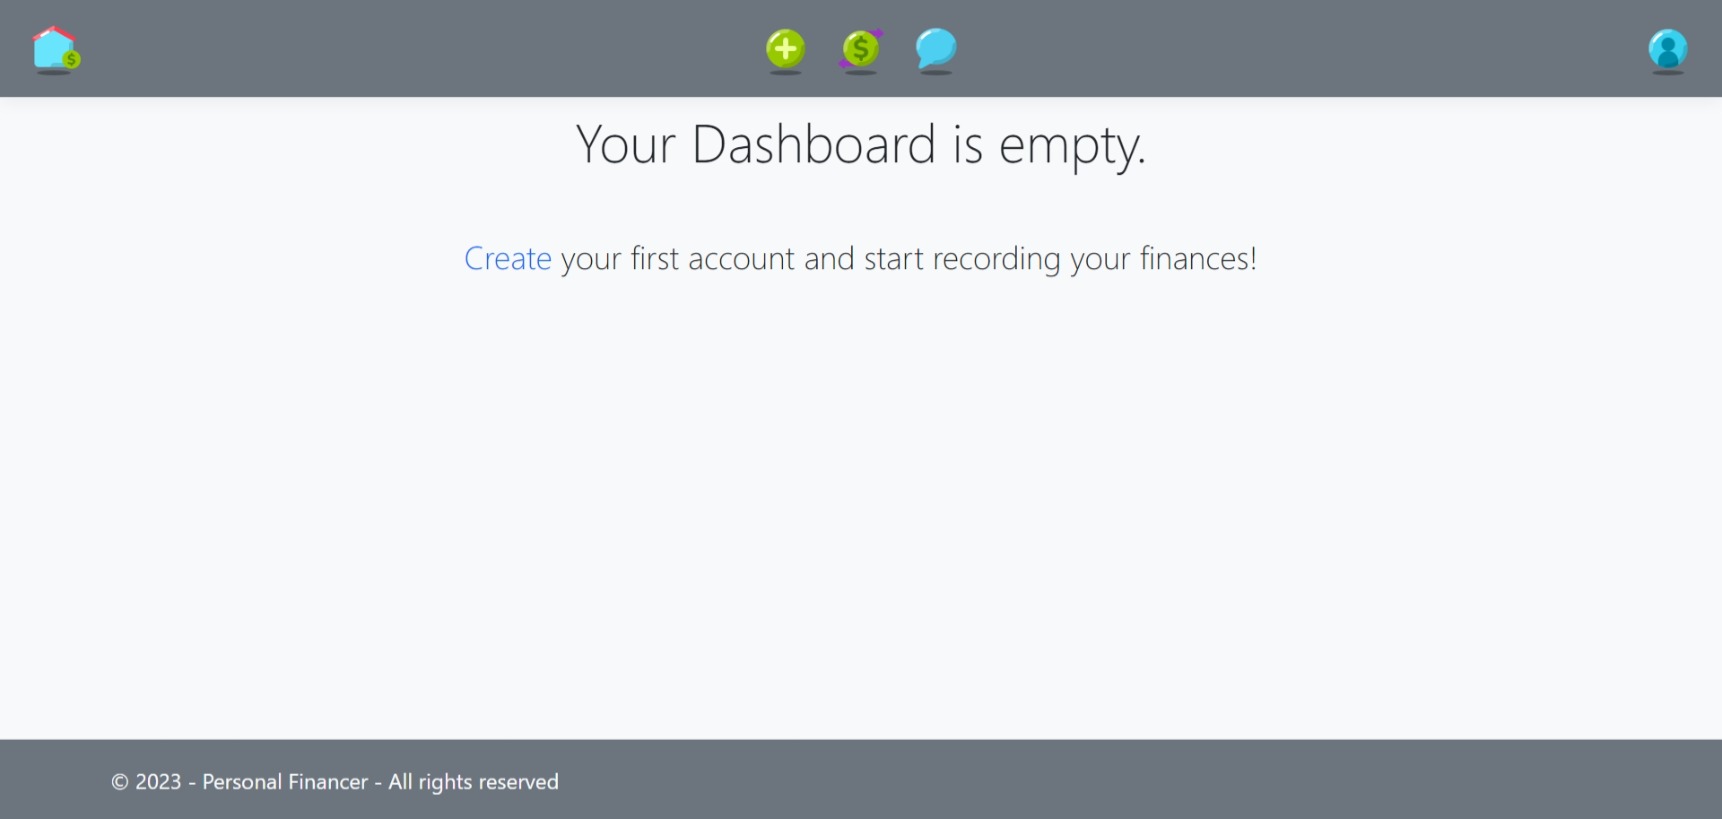 Your Dashboard is empty.
Create your first account and start recording your finances!
© 2023 - Personal Financer - All rights reserved